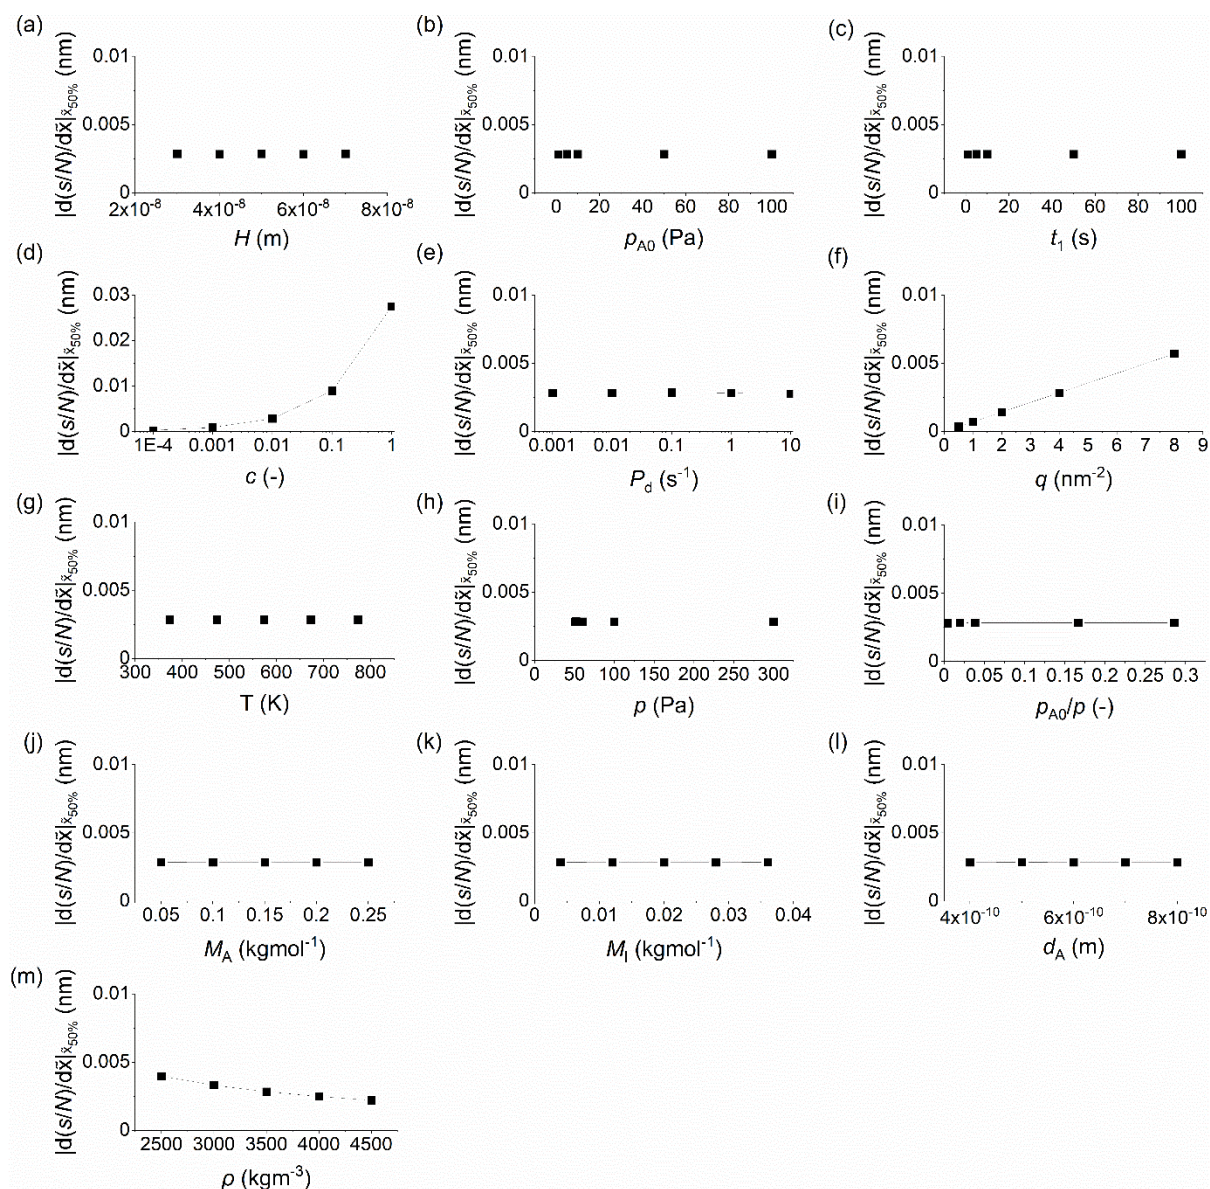 (a)
|d(s/N)/dx̃|x̃50% (nm)
0.01
0.005
0
2x10-8 4x10-8 6x10-8 8x10-8
H (m)
(b)
|d(s/N)/dx̃|x̃50% (nm)
0.01
0.005
0
0 20 40 60 80 100
pA0 (Pa)
(c)
|d(s/N)/dx̃|x̃50% (nm)
0.01
0.005
0
0 20 40 60 80 100
t1 (s)
(d)
|d(s/N)/dx̃|x̃50% (nm)
0.03
0.02
0.01
0
1E-4 0.001 0.01 0.1 1
c (-)
(e)
|d(s/N)/dx̃|x̃50% (nm)
0.01
0.005
0
0.001 0.01 0.1 1 10
Pd (s-1)
(f)
|d(s/N)/dx̃|x̃50% (nm)
0.01
0.005
0
0 1 2 3 4 5 6 7 8 9
q (nm-2)
(g)
|d(s/N)/dx̃|x̃50% (nm)
0.01
0.005
0
300 400 500 600 700 800
T (K)
(h)
|d(s/N)/dx̃|x̃50% (nm)
0.01
0.005
0
0 50 100 150 200 250 300
p (Pa)
(i)
|d(s/N)/dx̃|x̃50% (nm)
0.01
0.005
0
0 0.05 0.1 0.15 0.2 0.25 0.3
pA0/p (-)
(j)
|d(s/N)/dx̃|x̃50% (nm)
0.01
0.005
0
0.05 0.1 0.15 0.2 0.25
MA (kgmol-1)
(k)
|d(s/N)/dx̃|x̃50% (nm)
0.01
0.005
0
0 0.01 0.02 0.03 0.04
MI (kgmol-1)
(l)
|d(s/N)/dx̃|x̃50% (nm)
0.01
0.005
0
4x10-10 6x10-10 8x10-10
dA (m)
(m)
|d(s/N)/dx̃|x̃50% (nm)
0.01
0.005
0
2500 3000 3500 4000 4500
ρ (kgm-3)